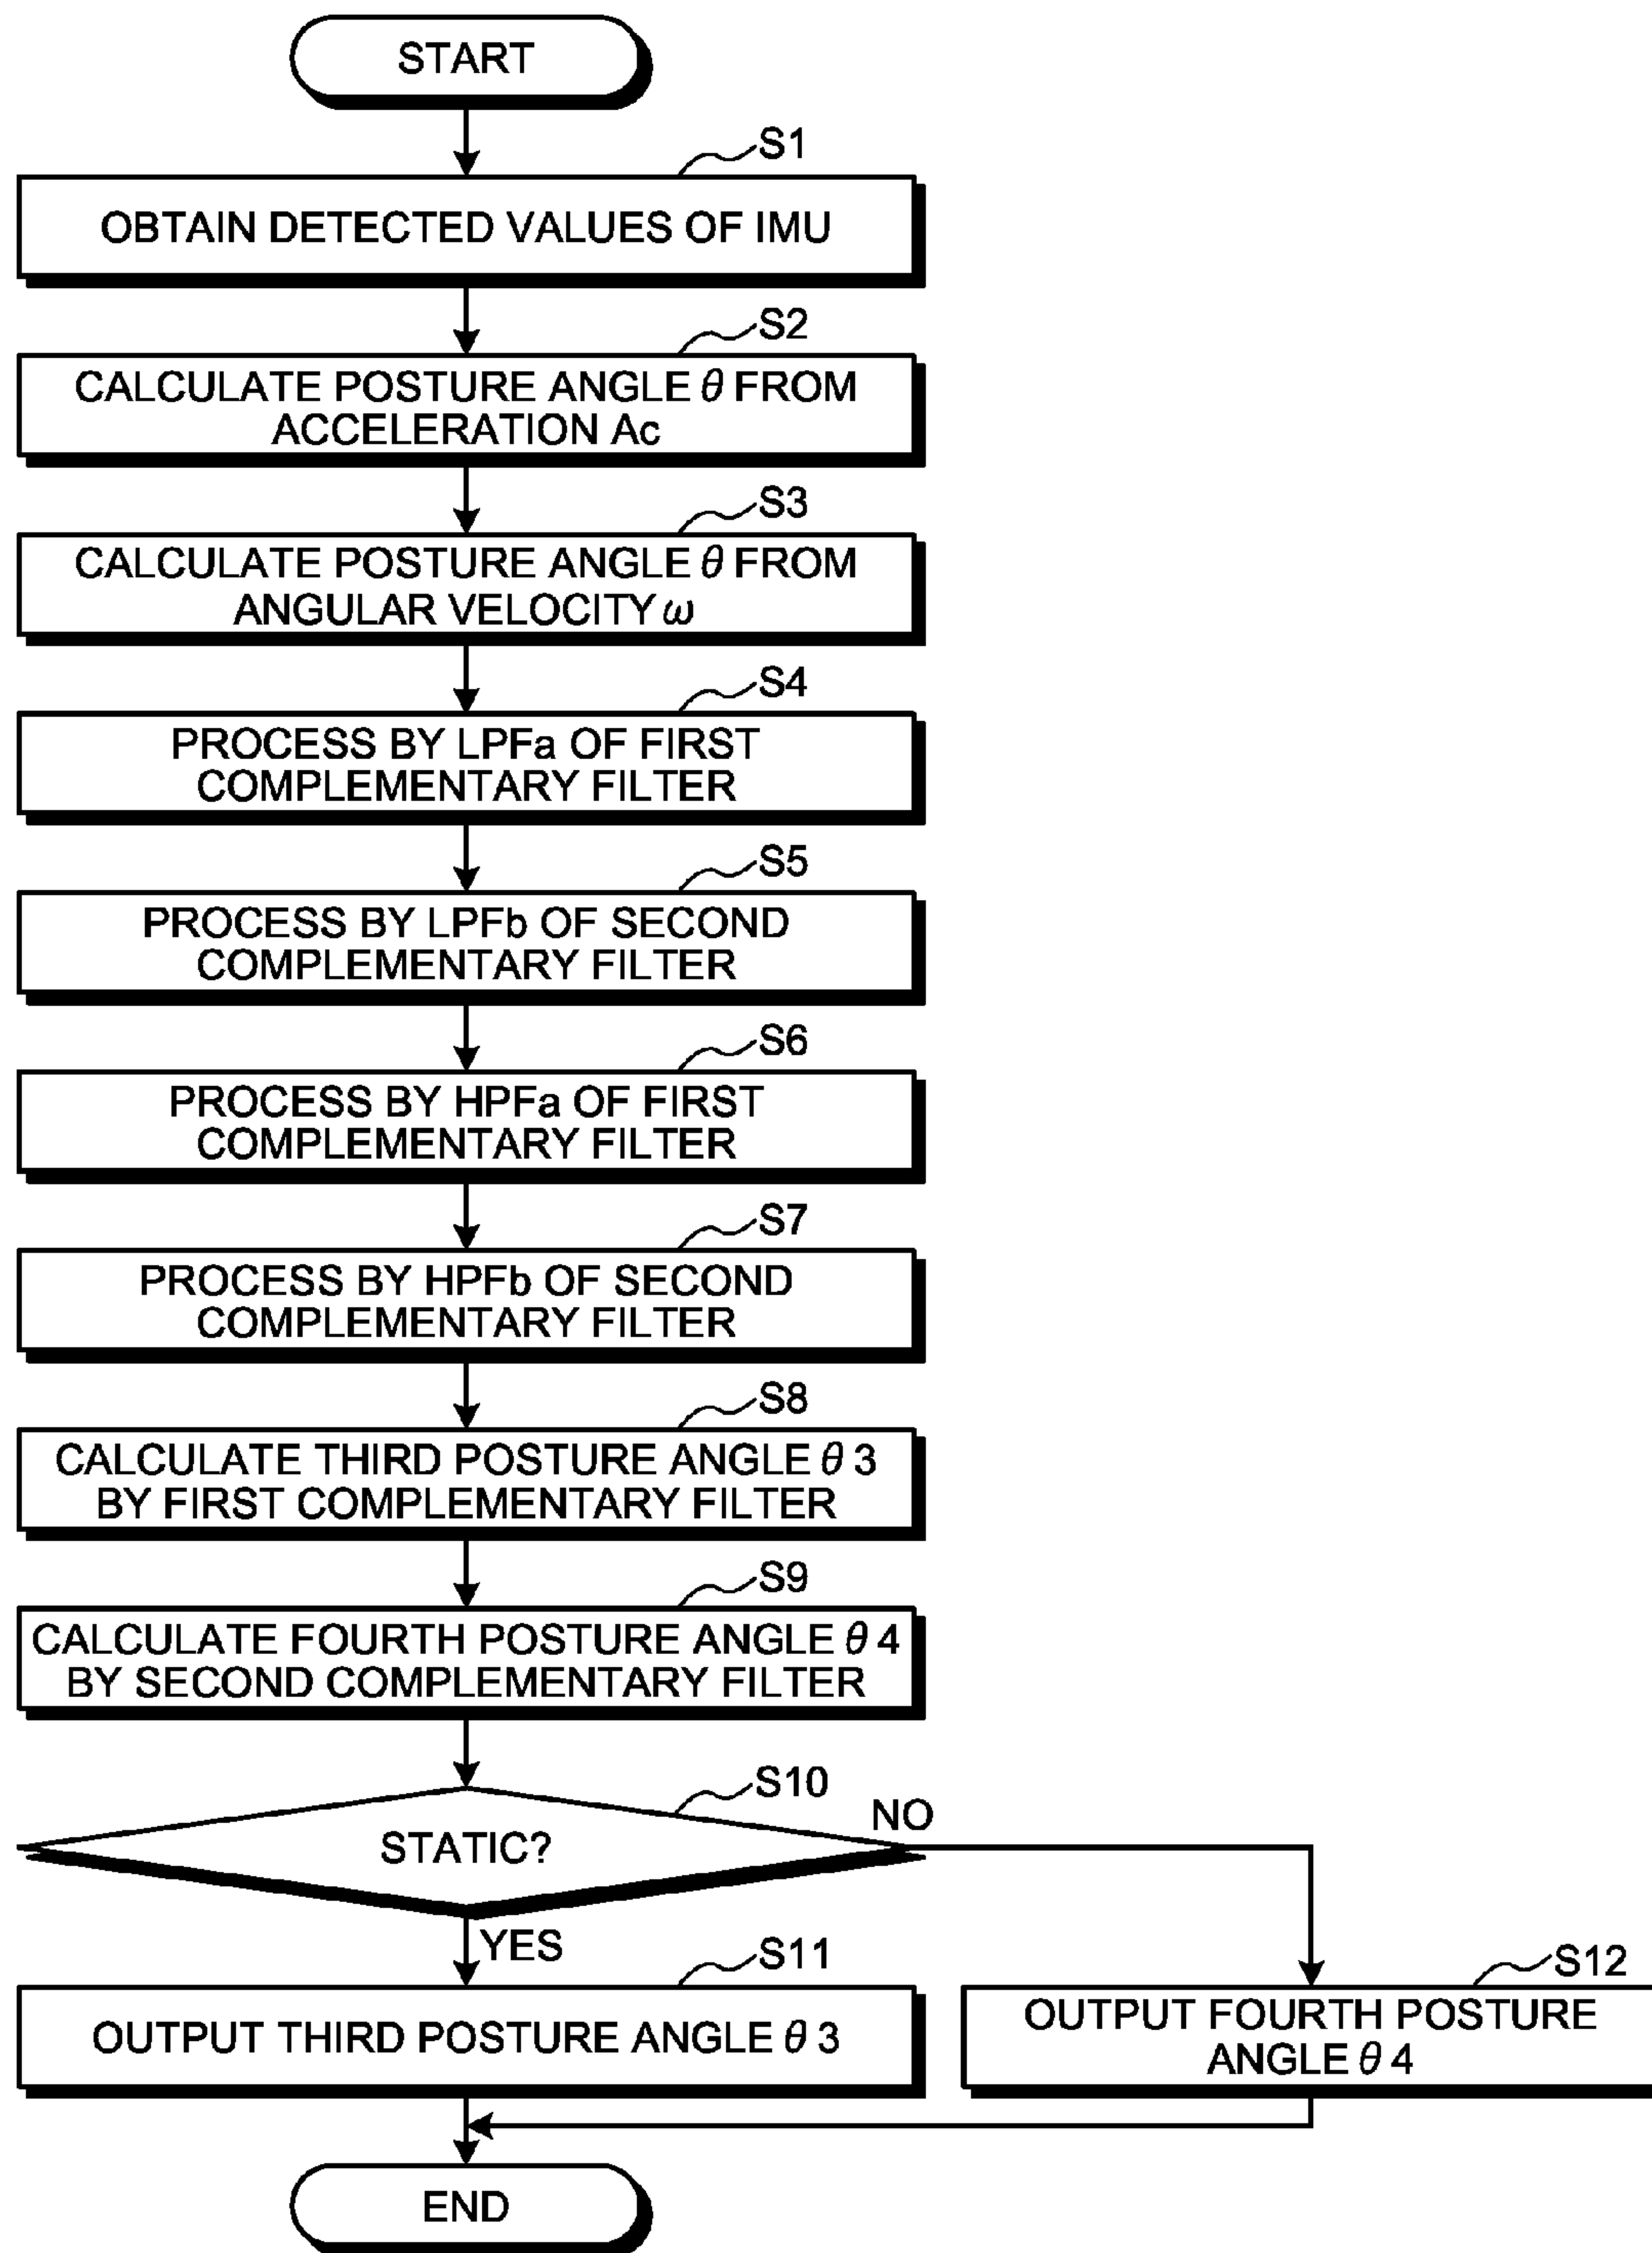 START
S1
OBTAIN DETECTED VALUES OF IMU
S2
CALCULATE POSTURE ANGLE θ FROM
ACCELERATION Ac
S3
CALCULATE POSTURE ANGLE θ FROM
ANGULAR VELOCITY ω
S4
PROCESS BY LPFa OF FIRST
COMPLEMENTARY FILTER
S5
PROCESS BY LPFb OF SECOND
COMPLEMENTARY FILTER
S6
PROCESS BY HPFa OF FIRST
COMPLEMENTARY FILTER
S7
PROCESS BY HPFb OF SECOND
COMPLEMENTARY FILTER
S8
CALCULATE THIRD POSTURE ANGLE θ 3
BY FIRST COMPLEMENTARY FILTER
S9
CALCULATE FOURTH POSTURE ANGLE θ 4
BY SECOND COMPLEMENTARY FILTER
S10
STATIC?
NO
YES
S11
OUTPUT THIRD POSTURE ANGLE θ 3
S12
OUTPUT FOURTH POSTURE
ANGLE θ 4
END